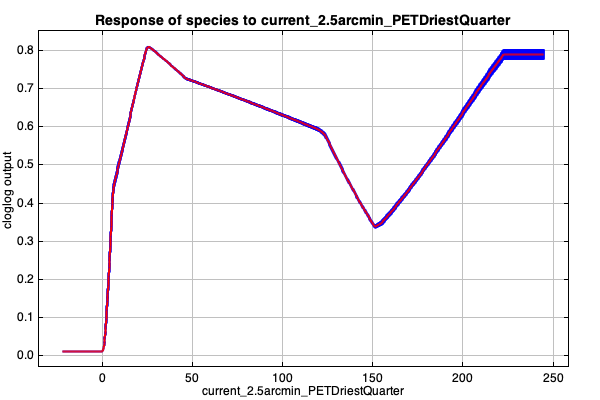 Response of species to current_2.5arcmin_PETDriestQuarter
cloglog output
0.8
0.7
0.6
0.5
0.4
0.3
0.2
0.1
0.0
0 50 100 150 200 250
current_2.5arcmin_PETDriestQuarter